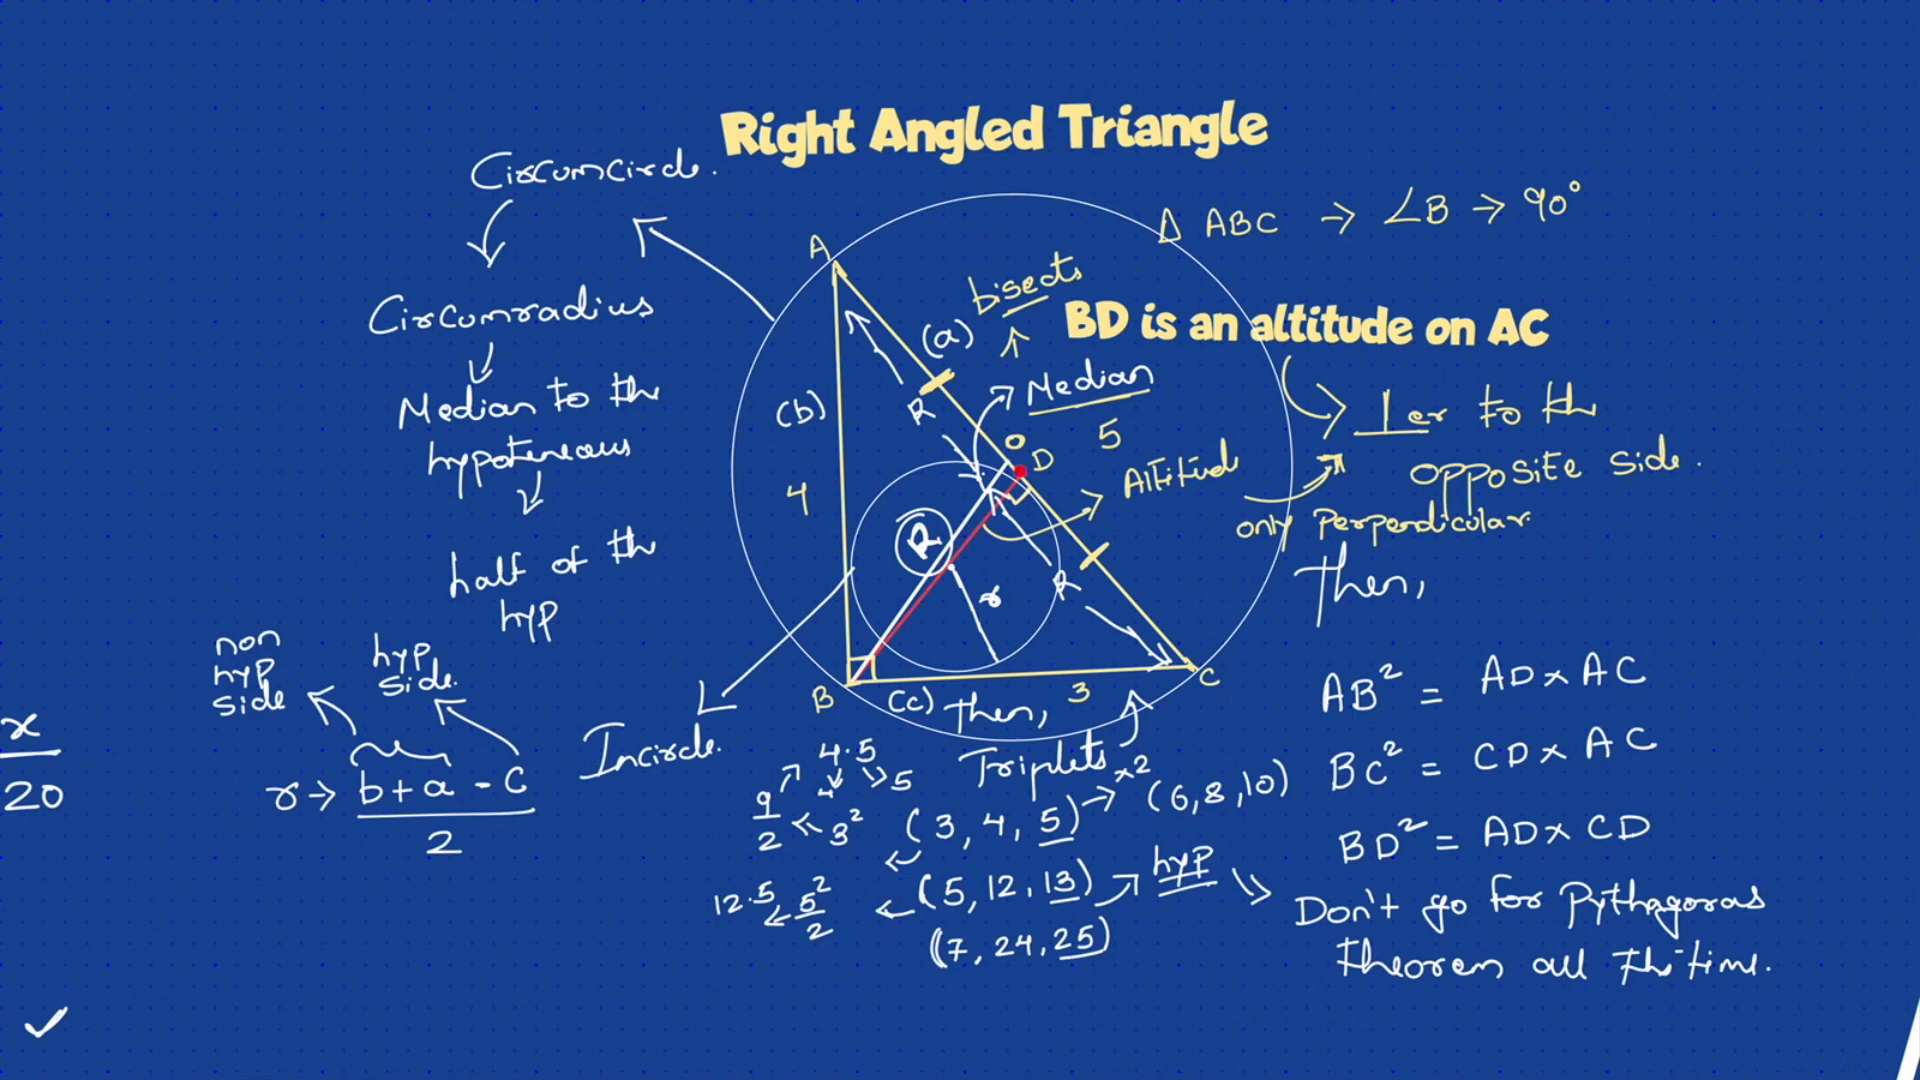 Right Angled Triangle
Circumcircle.
Δ ABC → ∠B → 90°
A
bisects
BD is an altitude on AC
Circumradius
(a)
Median
Median to the
hypoteneous
(b)
R
5
⊥er to the
opposite side.
O
D
Altitude
4
only perpendicular.
R
half of the
hyp
r
R
then,
non
hyp
side
hyp
side.
B
(c)
then,
3
C
AB² = AD x AC
x
20
r → b+a-c
2
Incircle.
4.5
4
5
Triplets
x2
BC² = CD x AC
9
2
3²
(3, 4, 5) → (6, 8, 10)
BD² = AD x CD
12.5
5²
2
(5, 12, 13)
hyp
(7, 24, 25)
Don't go for Pythagoras
theorem all the time.